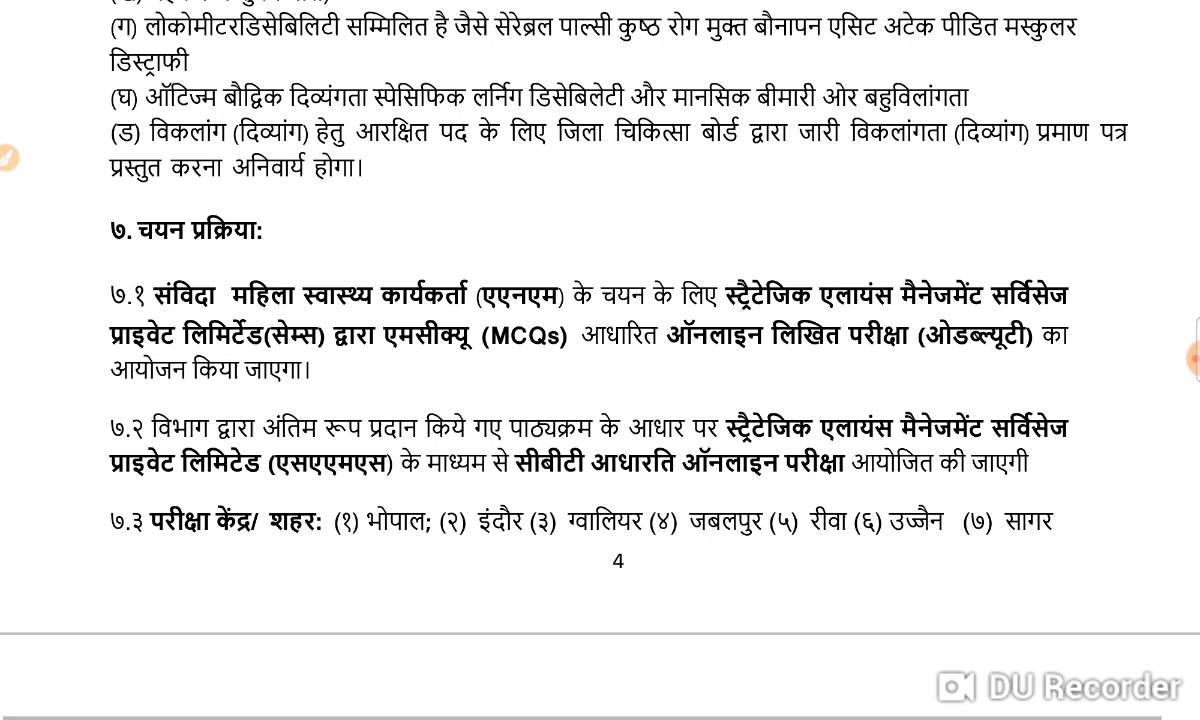 (ग) लोकोमीटरडिसेबिलिटी सम्मिलित है जैसे सेरेब्रल पाल्सी कुष्ठ रोग मुक्त बौनापन एसिट अटेक पीडित मस्कुलर
डिस्ट्राफी
(घ) ऑटिज्म बौद्विक दिव्यंगता स्पेसिफिक लर्निग डिसेबिलेटी और मानसिक बीमारी ओर बहुविलांगता
(ड) विकलांग (दिव्यांग) हेतु आरक्षित पद के लिए जिला चिकित्सा बोर्ड द्वारा जारी विकलांगता (दिव्यांग) प्रमाण पत्र
प्रस्तुत करना अनिवार्य होगा।
७. चयन प्रक्रिया:
७.१ संविदा महिला स्वास्थ्य कार्यकर्ता (एएनएम) के चयन के लिए स्ट्रैटेजिक एलायंस मैनेजमेंट सर्विसेज
प्राइवेट लिमिर्टेड(सेम्स) द्वारा एमसीक्यू (MCQs) आधारित ऑनलाइन लिखित परीक्षा (ओडब्ल्यूटी) का
आयोजन किया जाएगा।
७.२ विभाग द्वारा अंतिम रूप प्रदान किये गए पाठ्यक्रम के आधार पर स्ट्रैटेजिक एलायंस मैनेजमेंट सर्विसेज
प्राइवेट लिमिटेड (एसएएमएस) के माध्यम से सीबीटी आधारति ऑनलाइन परीक्षा आयोजित की जाएगी
७.३ परीक्षा केंद्र/ शहर: (१) भोपाल; (२) इंदौर (३) ग्वालियर (४) जबलपुर (५) रीवा (६) उज्जैन (७) सागर
4
DU Recorder